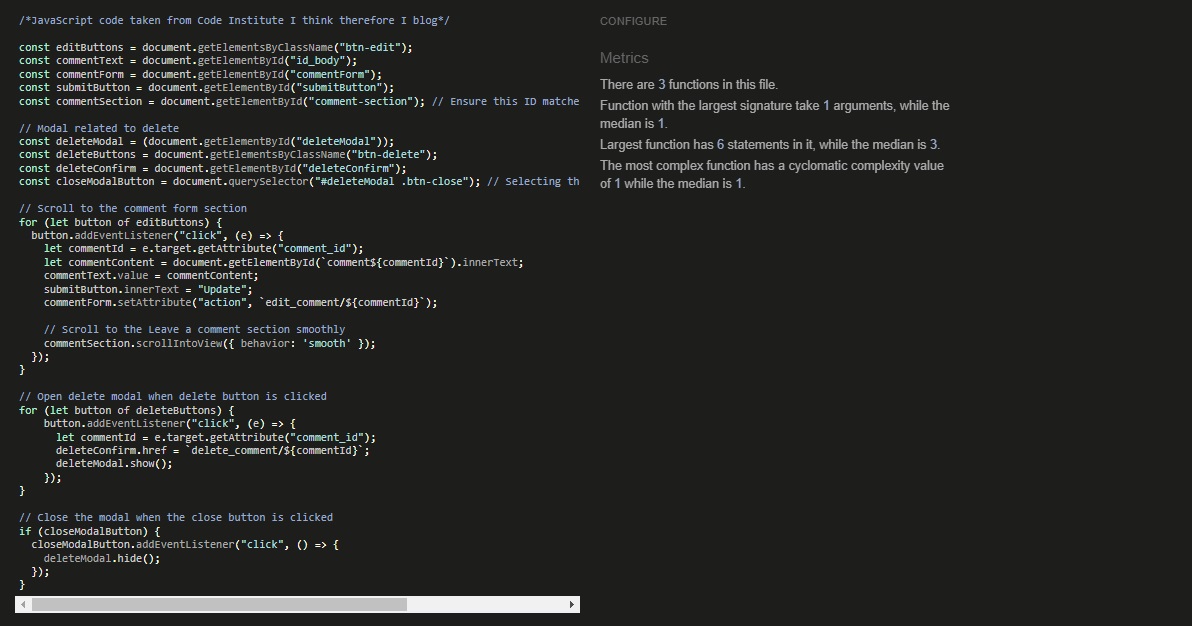 /*JavaScript code taken from Code Institute I think therefore I blog*/
const editButtons = document.getElementsByClassName("btn-edit");
const commentText = document.getElementById("id_body");
const commentForm = document.getElementById("commentForm");
const submitButton = document.getElementById("submitButton");
const commentSection = document.getElementById("comment-section"); // Ensure this ID matche
// Modal related to delete
const deleteModal = (document.getElementById("deleteModal"));
const deleteButtons = document.getElementsByClassName("btn-delete");
const deleteConfirm = document.getElementById("deleteConfirm");
const closeModalButton = document.querySelector("#deleteModal .btn-close"); // Selecting th
// Scroll to the comment form section
for (let button of editButtons) {
button.addEventListener("click", (e) => {
let commentId = e.target.getAttribute("comment_id");
let commentContent = document.getElementById(`comment${commentId}`).innerText;
commentText.value = commentContent;
submitButton.innerText = "Update";
commentForm.setAttribute("action", `edit_comment/${commentId}`);
// Scroll to the Leave a comment section smoothly
commentSection.scrollIntoView({ behavior: 'smooth' });
});
}
// Open delete modal when delete button is clicked
for (let button of deleteButtons) {
button.addEventListener("click", (e) => {
let commentId = e.target.getAttribute("comment_id");
deleteConfirm.href = `delete_comment/${commentId}`;
deleteModal.show();
});
}
// Close the modal when the close button is clicked
if (closeModalButton) {
closeModalButton.addEventListener("click", () => {
deleteModal.hide();
});
}
CONFIGURE
Metrics
There are 3 functions in this file.
Function with the largest signature take 1 arguments, while the
median is 1.
Largest function has 6 statements in it, while the median is 3.
The most complex function has a cyclomatic complexity value
of 1 while the median is 1.